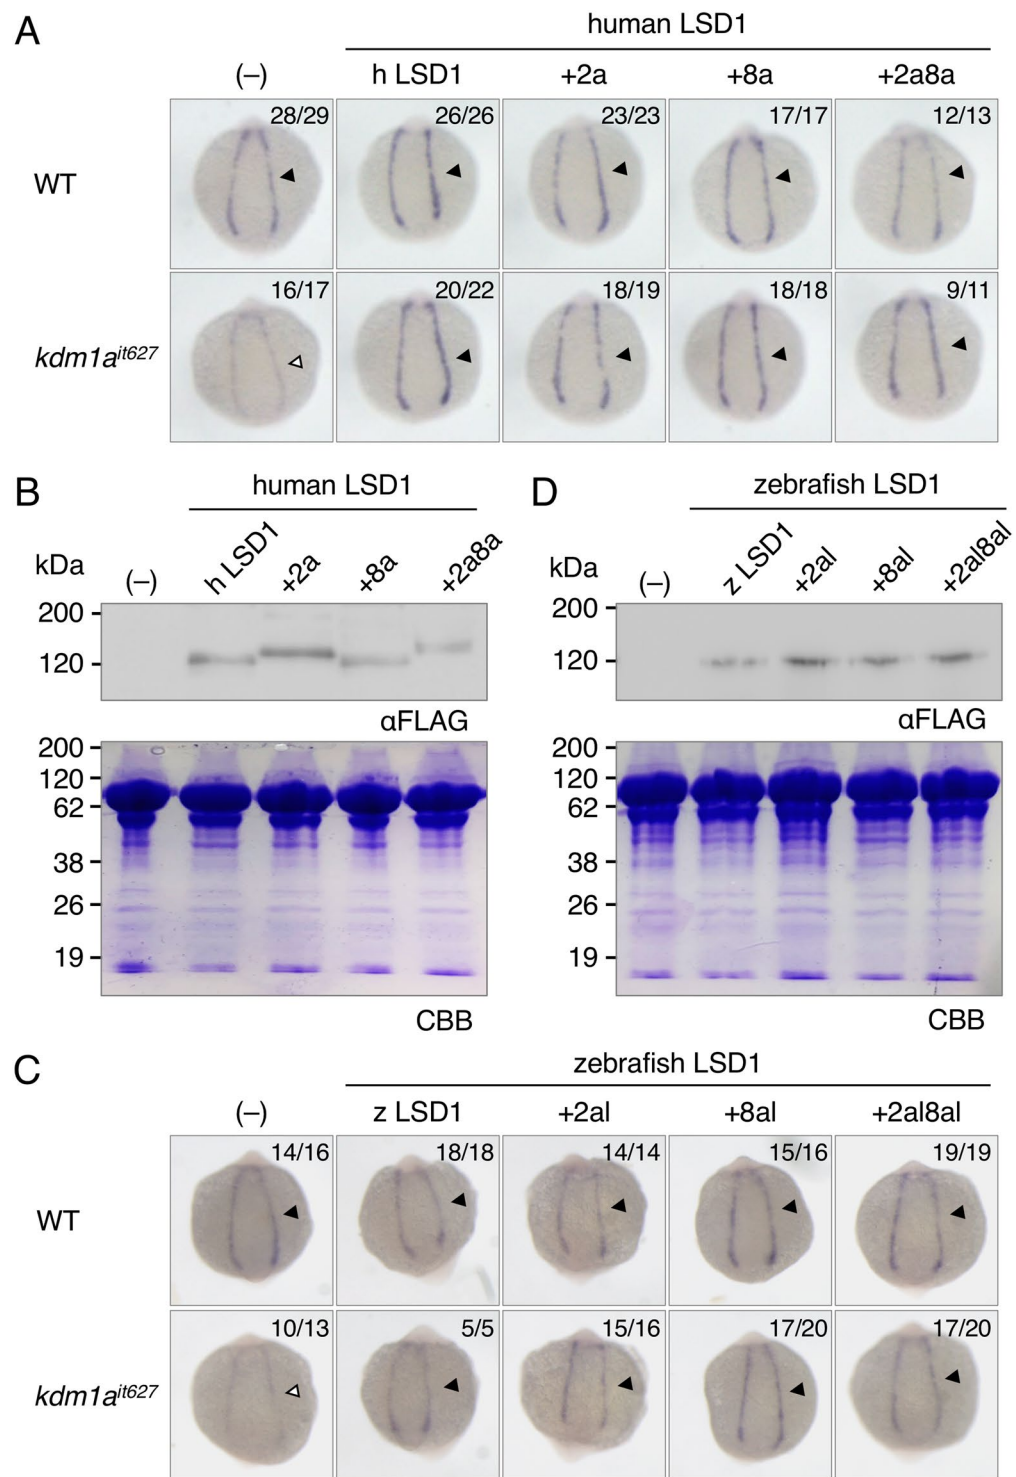 A
human LSD1
(–) h LSD1 +2a +8a +2a8a
WT
28/29 26/26 23/23 17/17 12/13
kdm1a^it627
16/17 20/22 18/19 18/18 9/11
B
human LSD1
kDa
(–) h LSD1 +2a +8a +2a8a
200
120
αFLAG
200
120
62
38
26
19
CBB
D
zebrafish LSD1
kDa
(–) z LSD1 +2al +8al +2al8al
200
120
αFLAG
200
120
62
38
26
19
CBB
C
zebrafish LSD1
(–) z LSD1 +2al +8al +2al8al
WT
14/16 18/18 14/14 15/16 19/19
kdm1a^it627
10/13 5/5 15/16 17/20 17/20